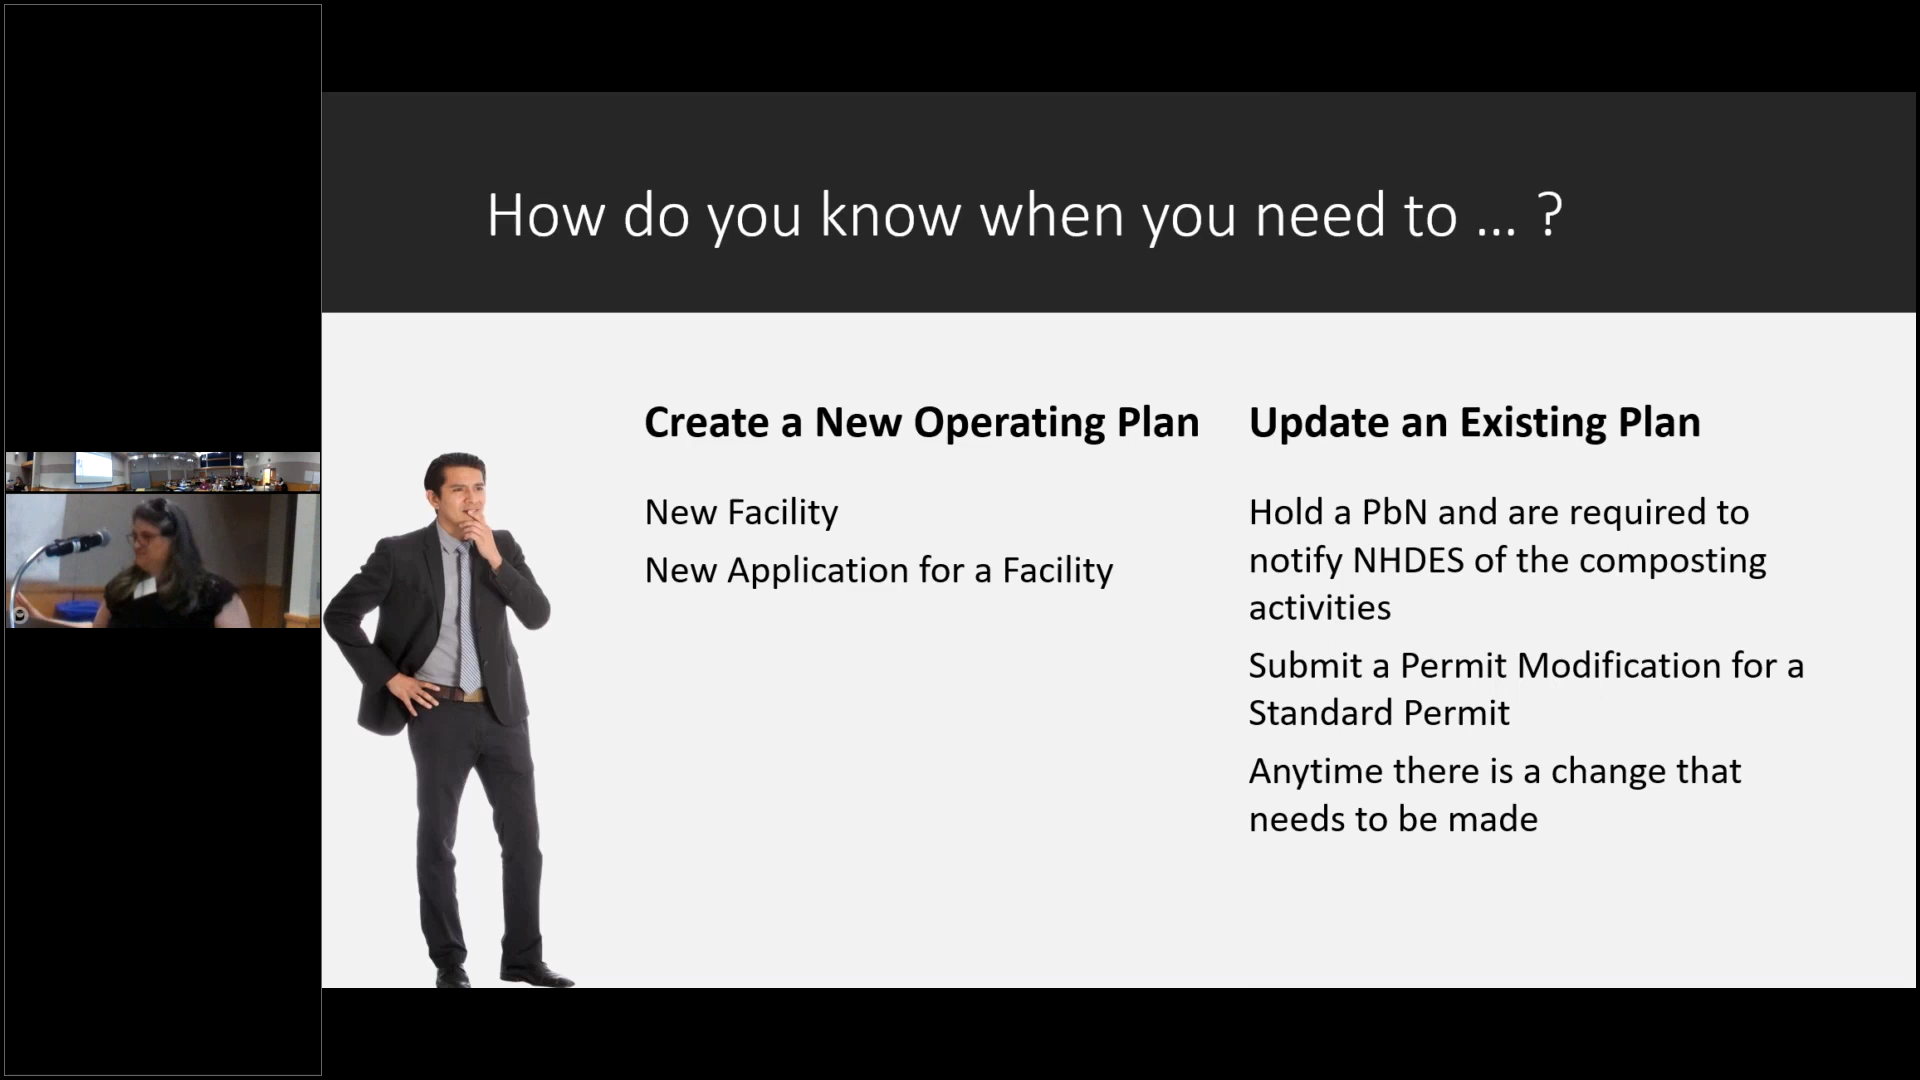 How do you know when you need to ... ?
Create a New Operating Plan
New Facility
New Application for a Facility
Update an Existing Plan
Hold a PbN and are required to
notify NHDES of the composting
activities
Submit a Permit Modification for a
Standard Permit
Anytime there is a change that
needs to be made